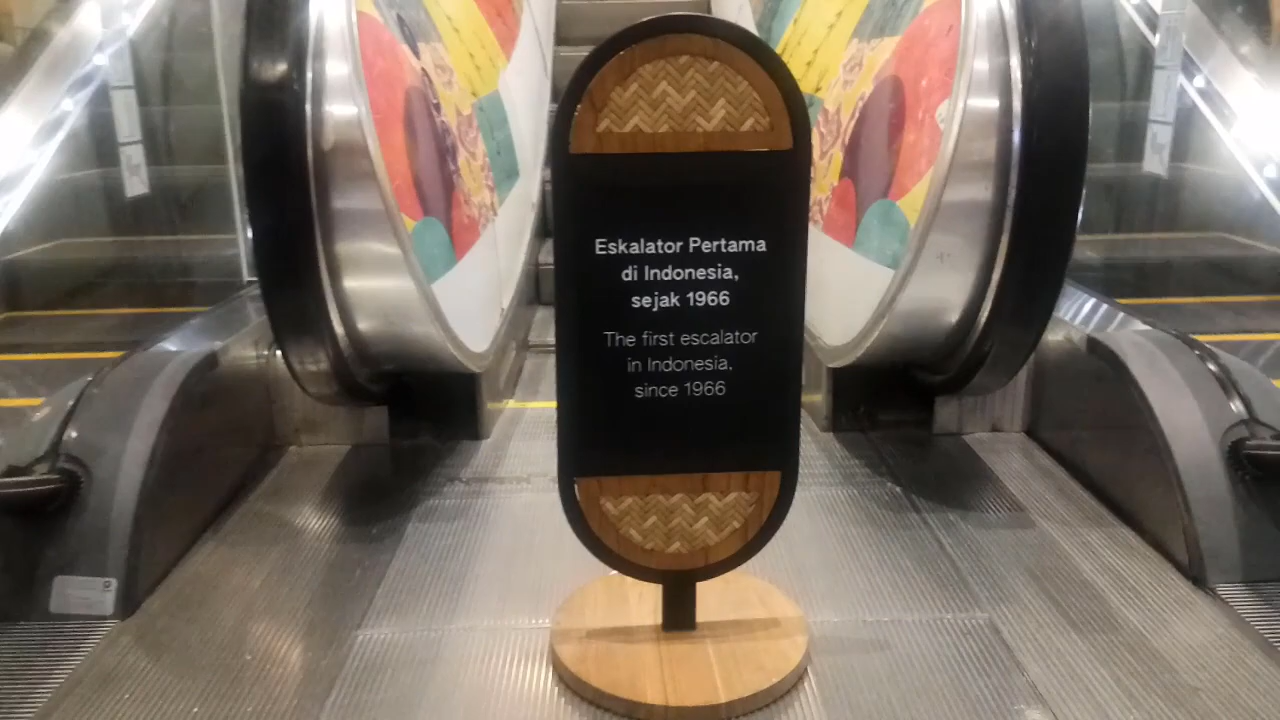 Eskalator Pertama
di Indonesia,
sejak 1966
The first escalator
in Indonesia,
since 1966